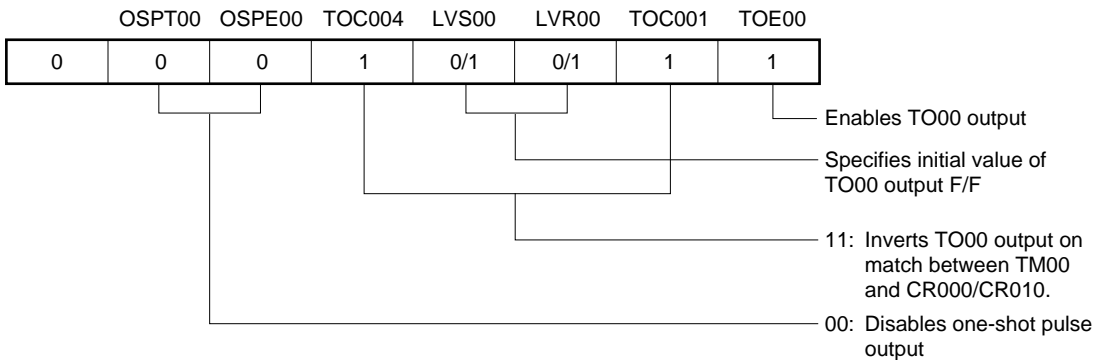 OSPT00 OSPE00 TOC004 LVS00 LVR00 TOC001 TOE00
0 0 0 1 0/1 0/1 1 1
Enables TO00 output
Specifies initial value of
TO00 output F/F
11: Inverts TO00 output on
match between TM00
and CR000/CR010.
00: Disables one-shot pulse
output